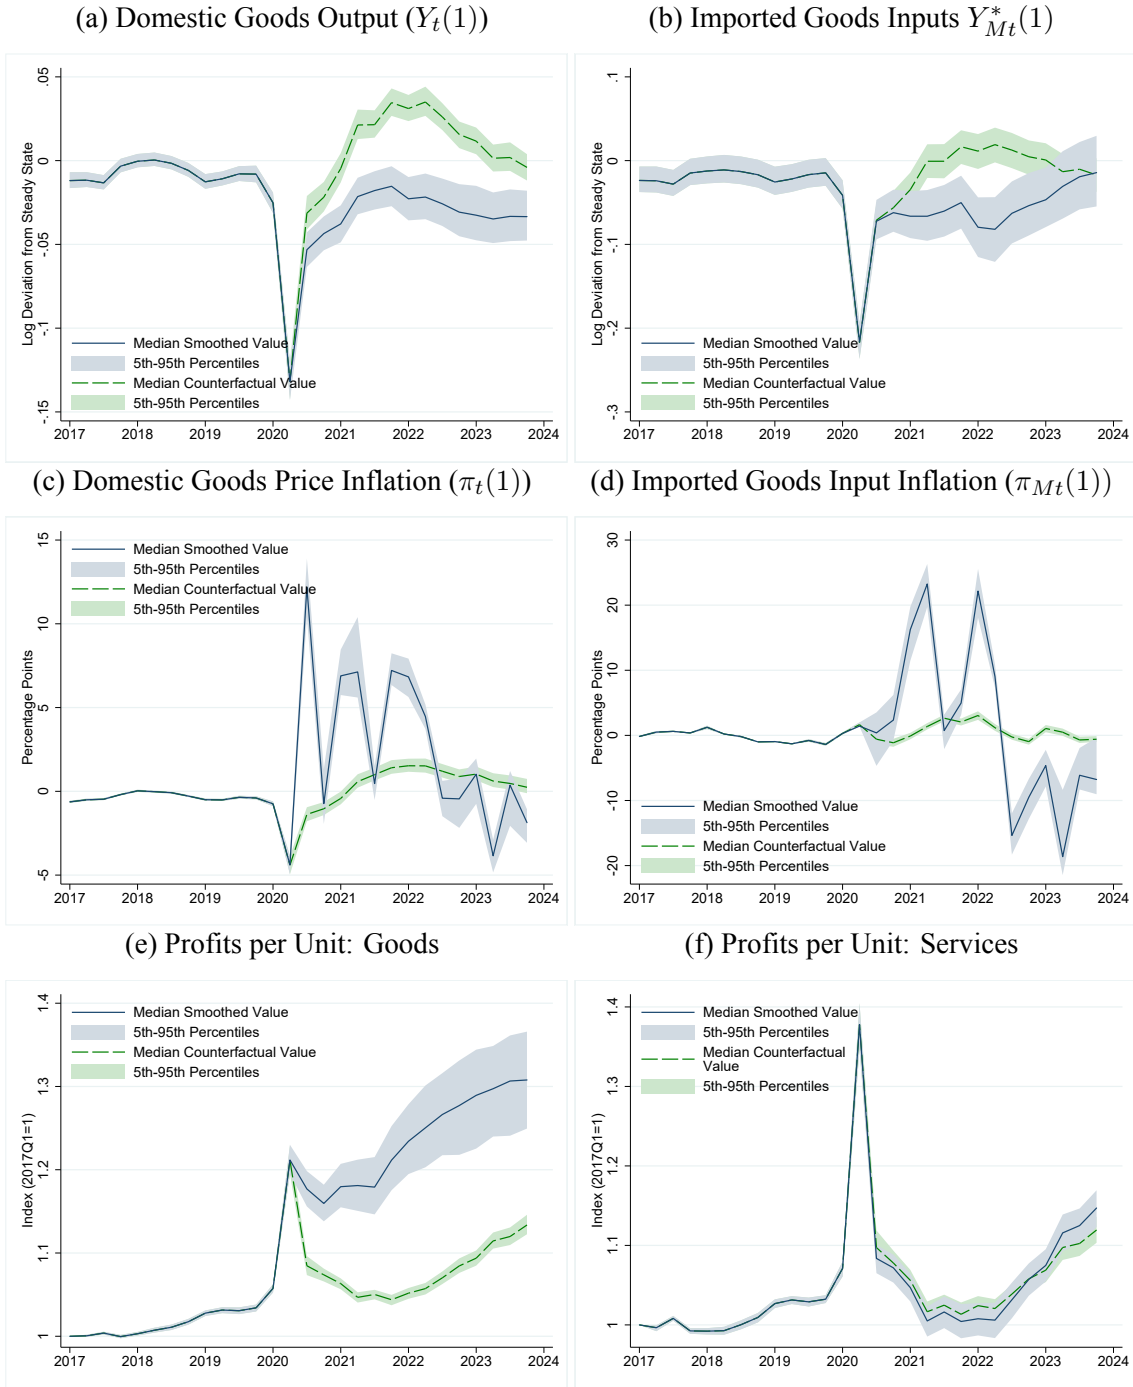 (a) Domestic Goods Output (Y_t(1))
Log Deviation from Steady State
.05
0
-.05
-.1
-.15
Median Smoothed Value
5th-95th Percentiles
Median Counterfactual Value
5th-95th Percentiles
2017 2018 2019 2020 2021 2022 2023 2024
(b) Imported Goods Inputs Y*_{Mt}(1)
Log Deviation from Steady State
.1
0
-.1
-.2
-.3
Median Smoothed Value
5th-95th Percentiles
Median Counterfactual Value
5th-95th Percentiles
2017 2018 2019 2020 2021 2022 2023 2024
(c) Domestic Goods Price Inflation (π_t(1))
Percentage Points
15
10
5
0
-5
Median Smoothed Value
5th-95th Percentiles
Median Counterfactual Value
5th-95th Percentiles
2017 2018 2019 2020 2021 2022 2023 2024
(d) Imported Goods Input Inflation (π_{Mt}(1))
Percentage Points
30
20
10
0
-10
-20
Median Smoothed Value
5th-95th Percentiles
Median Counterfactual Value
5th-95th Percentiles
2017 2018 2019 2020 2021 2022 2023 2024
(e) Profits per Unit: Goods
Index (2017Q1=1)
1.4
1.3
1.2
1.1
1
Median Smoothed Value
5th-95th Percentiles
Median Counterfactual Value
5th-95th Percentiles
2017 2018 2019 2020 2021 2022 2023 2024
(f) Profits per Unit: Services
Index (2017Q1=1)
1.4
1.3
1.2
1.1
1
Median Smoothed Value
5th-95th Percentiles
Median Counterfactual
Value
5th-95th Percentiles
2017 2018 2019 2020 2021 2022 2023 2024